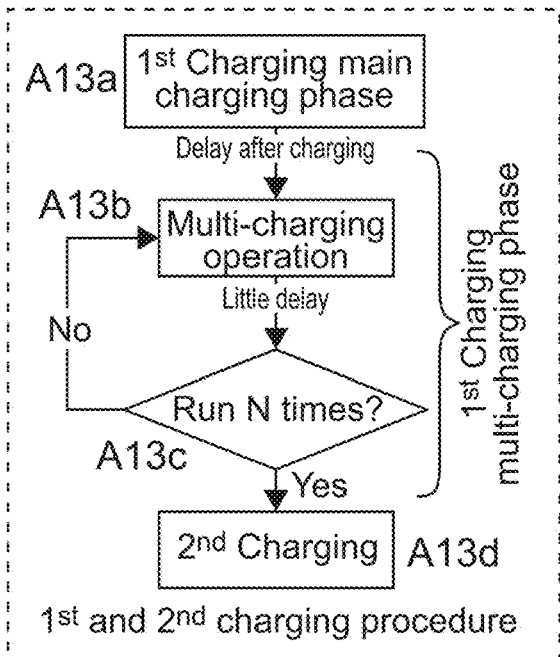 A13a
1st Charging main
charging phase
Delay after charging
A13b
Multi-charging
operation
Little delay
No
Run N times?
A13c
Yes
2nd Charging
A13d
1st Charging
multi-charging phase
1st and 2nd charging procedure